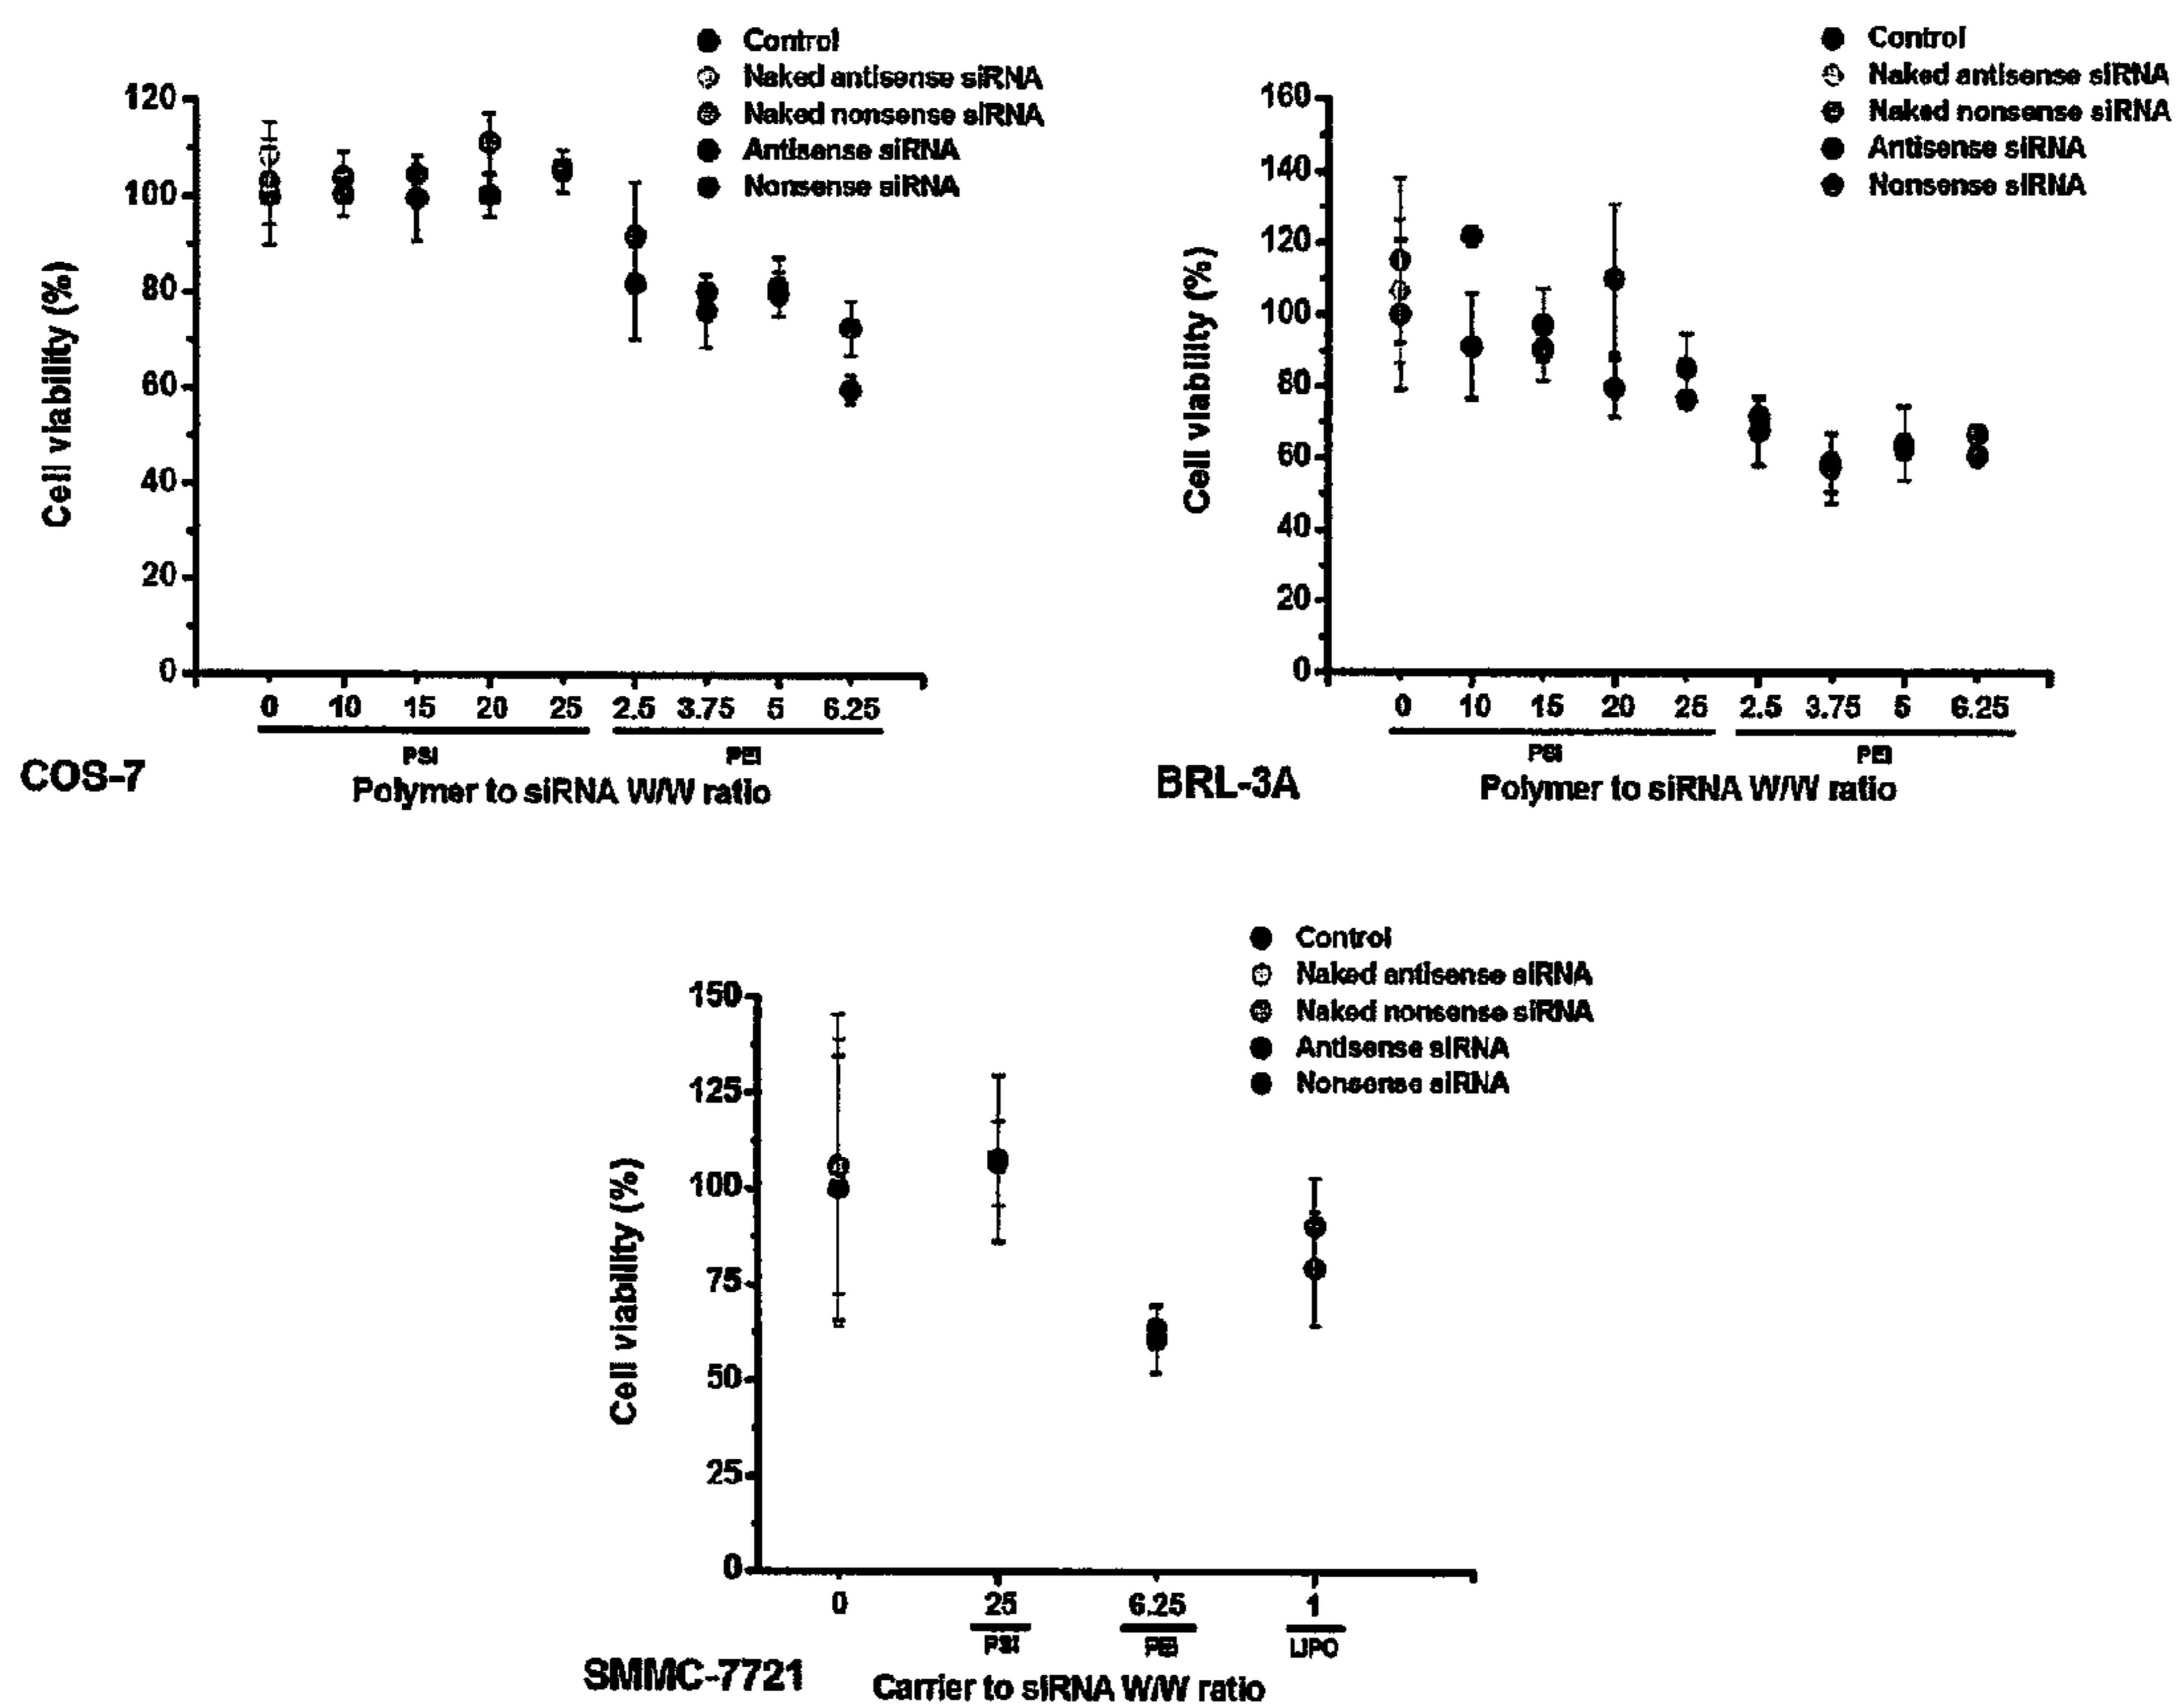 Control
Naked antisense siRNA
Naked nonsense siRNA
Antisense siRNA
Nonsense siRNA
120
100
80
60
40
20
0
Cell viability (%)
0 10 15 20 25 2.5 3.75 5 6.25
PSI PEI
COS-7
Polymer to siRNA W/W ratio
Control
Naked antisense siRNA
Naked nonsense siRNA
Antisense siRNA
Nonsense siRNA
160
140
120
100
80
60
40
20
0
Cell viability (%)
0 10 15 20 25 2.5 3.75 5 6.25
PSI PEI
BRL-3A
Polymer to siRNA W/W ratio
Control
Naked antisense siRNA
Naked nonsense siRNA
Antisense siRNA
Nonsense siRNA
150
125
100
75
50
25
0
Cell viability (%)
0 25 6.25 1
PSI PEI LIPO
SMMC-7721
Carrier to siRNA W/W ratio